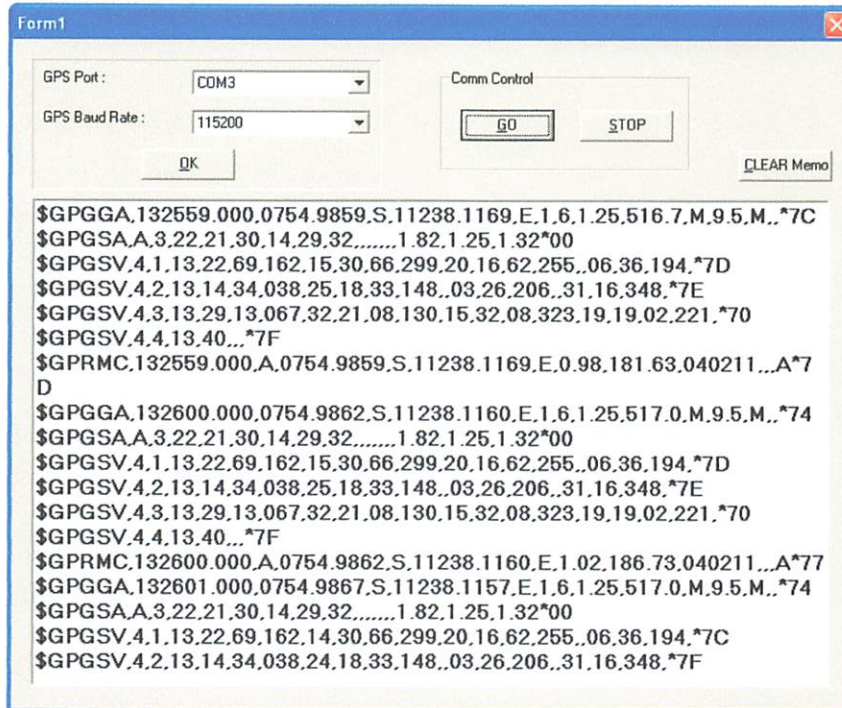 Form1
GPS Port :
COM3
Comm Control
GPS Baud Rate :
115200
GO
STOP
OK
CLEAR Memo
$GPGGA,132559.000,0754.9859,S,11238.1169,E,1,6,1.25,516.7,M,9.5,M,,*7C
$GPGSA,A,3,22,21,30,14,29,32,,,,,,,1.82,1.25,1.32*00
$GPGSV,4,1,13,22,69,162,15,30,66,299,20,16,62,255,,06,36,194,*7D
$GPGSV,4,2,13,14,34,038,25,18,33,148,,03,26,206,,31,16,348,*7E
$GPGSV,4,3,13,29,13,067,32,21,08,130,15,32,08,323,19,19,02,221,*70
$GPGSV,4,4,13,40,,,*7F
$GPRMC,132559.000,A,0754.9859,S,11238.1169,E,0.98,181.63,040211,,,A*7
D
$GPGGA,132600.000,0754.9862,S,11238.1160,E,1,6,1.25,517.0,M,9.5,M,,*74
$GPGSA,A,3,22,21,30,14,29,32,,,,,,,1.82,1.25,1.32*00
$GPGSV,4,1,13,22,69,162,15,30,66,299,20,16,62,255,,06,36,194,*7D
$GPGSV,4,2,13,14,34,038,25,18,33,148,,03,26,206,,31,16,348,*7E
$GPGSV,4,3,13,29,13,067,32,21,08,130,15,32,08,323,19,19,02,221,*70
$GPGSV,4,4,13,40,,,*7F
$GPRMC,132600.000,A,0754.9862,S,11238.1160,E,1.02,186.73,040211,,,A*77
$GPGGA,132601.000,0754.9867,S,11238.1157,E,1,6,1.25,517.0,M,9.5,M,,*74
$GPGSA,A,3,22,21,30,14,29,32,,,,,,,1.82,1.25,1.32*00
$GPGSV,4,1,13,22,69,162,14,30,66,299,20,16,62,255,,06,36,194,*7C
$GPGSV,4,2,13,14,34,038,24,18,33,148,,03,26,206,,31,16,348,*7F